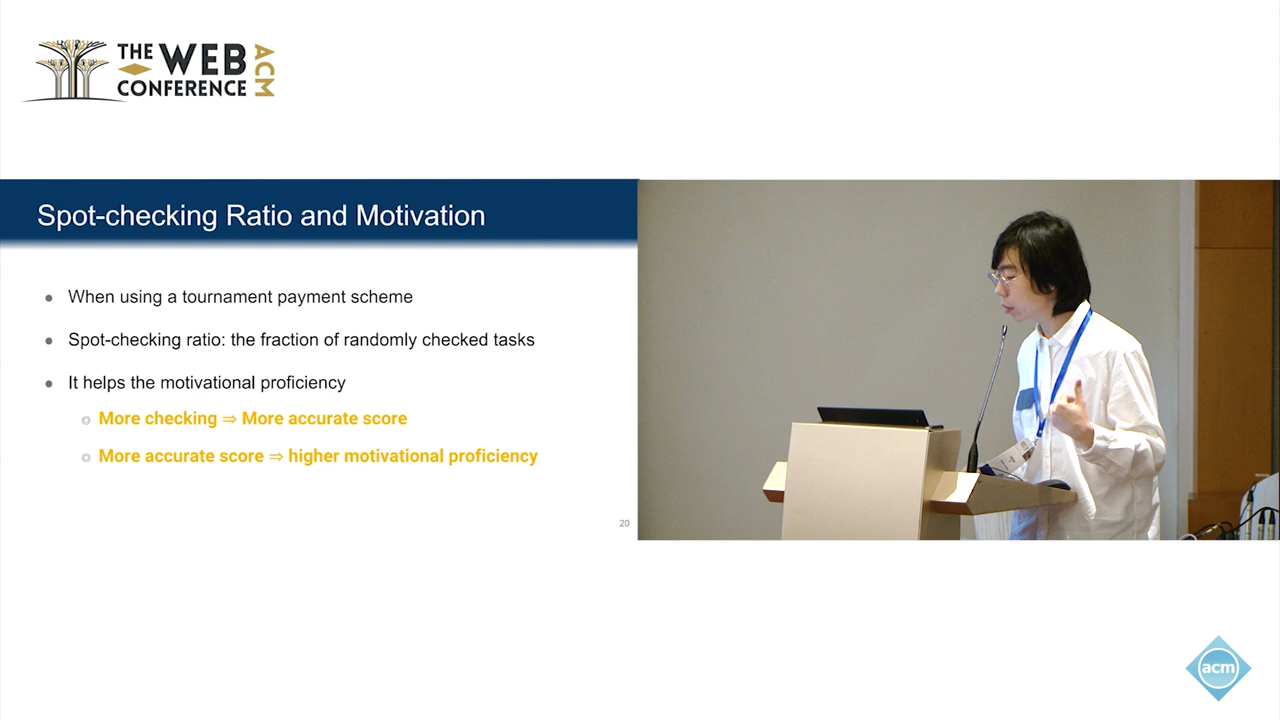 THE WEB
CONFERENCE
ACM
Spot-checking Ratio and Motivation
When using a tournament payment scheme
Spot-checking ratio: the fraction of randomly checked tasks
It helps the motivational proficiency
More checking ⇒ More accurate score
More accurate score ⇒ higher motivational proficiency
20
acm